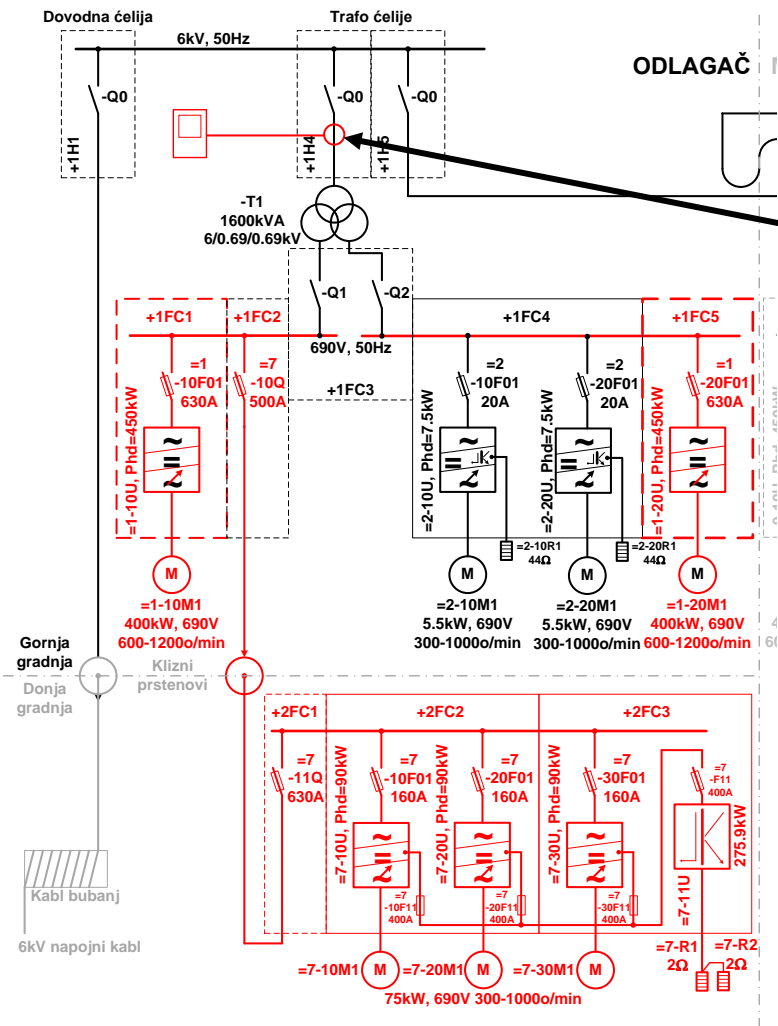 Dovodna ćelija
Trafo ćelije
6kV, 50Hz
ODLAGAČ
-Q0
-Q0
-Q0
+1H1
+1H4
+1H5
-T1
1600kVA
6/0.69/0.69kV
-Q1
-Q2
+1FC1
+1FC2
+1FC4
+1FC5
690V, 50Hz
+1FC3
=1
-10F01
630A
=7
-10Q
500A
=2
-10F01
20A
=2
-20F01
20A
=1
-20F01
630A
=1-10U, Phd=450kW
=2-10U, Phd=7.5kW
=2-20U, Phd=7.5kW
=1-20U, Phd=450kW
=2-10R1
44Ω
=2-20R1
44Ω
M
M
M
M
=1-10M1
400kW, 690V
600-1200o/min
=2-10M1
5.5kW, 690V
300-1000o/min
=2-20M1
5.5kW, 690V
300-1000o/min
=1-20M1
400kW, 690V
600-1200o/min
Gornja
gradnja
Donja
gradnja
Klizni
prstenovi
+2FC1
+2FC2
+2FC3
=7
-11Q
630A
=7
-10F01
160A
=7
-20F01
160A
=7
-30F01
160A
=7
-F11
400A
=7-10U, Phd=90kW
=7-20U, Phd=90kW
=7-30U, Phd=90kW
275.9kW
=7-11U
=7
-10F11
400A
=7
-20F11
400A
=7
-30F11
400A
Kabl bubanj
6kV napojni kabl
=7-10M1
M
=7-20M1
M
=7-30M1
M
=7-R1
2Ω
=7-R2
2Ω
75kW, 690V 300-1000o/min